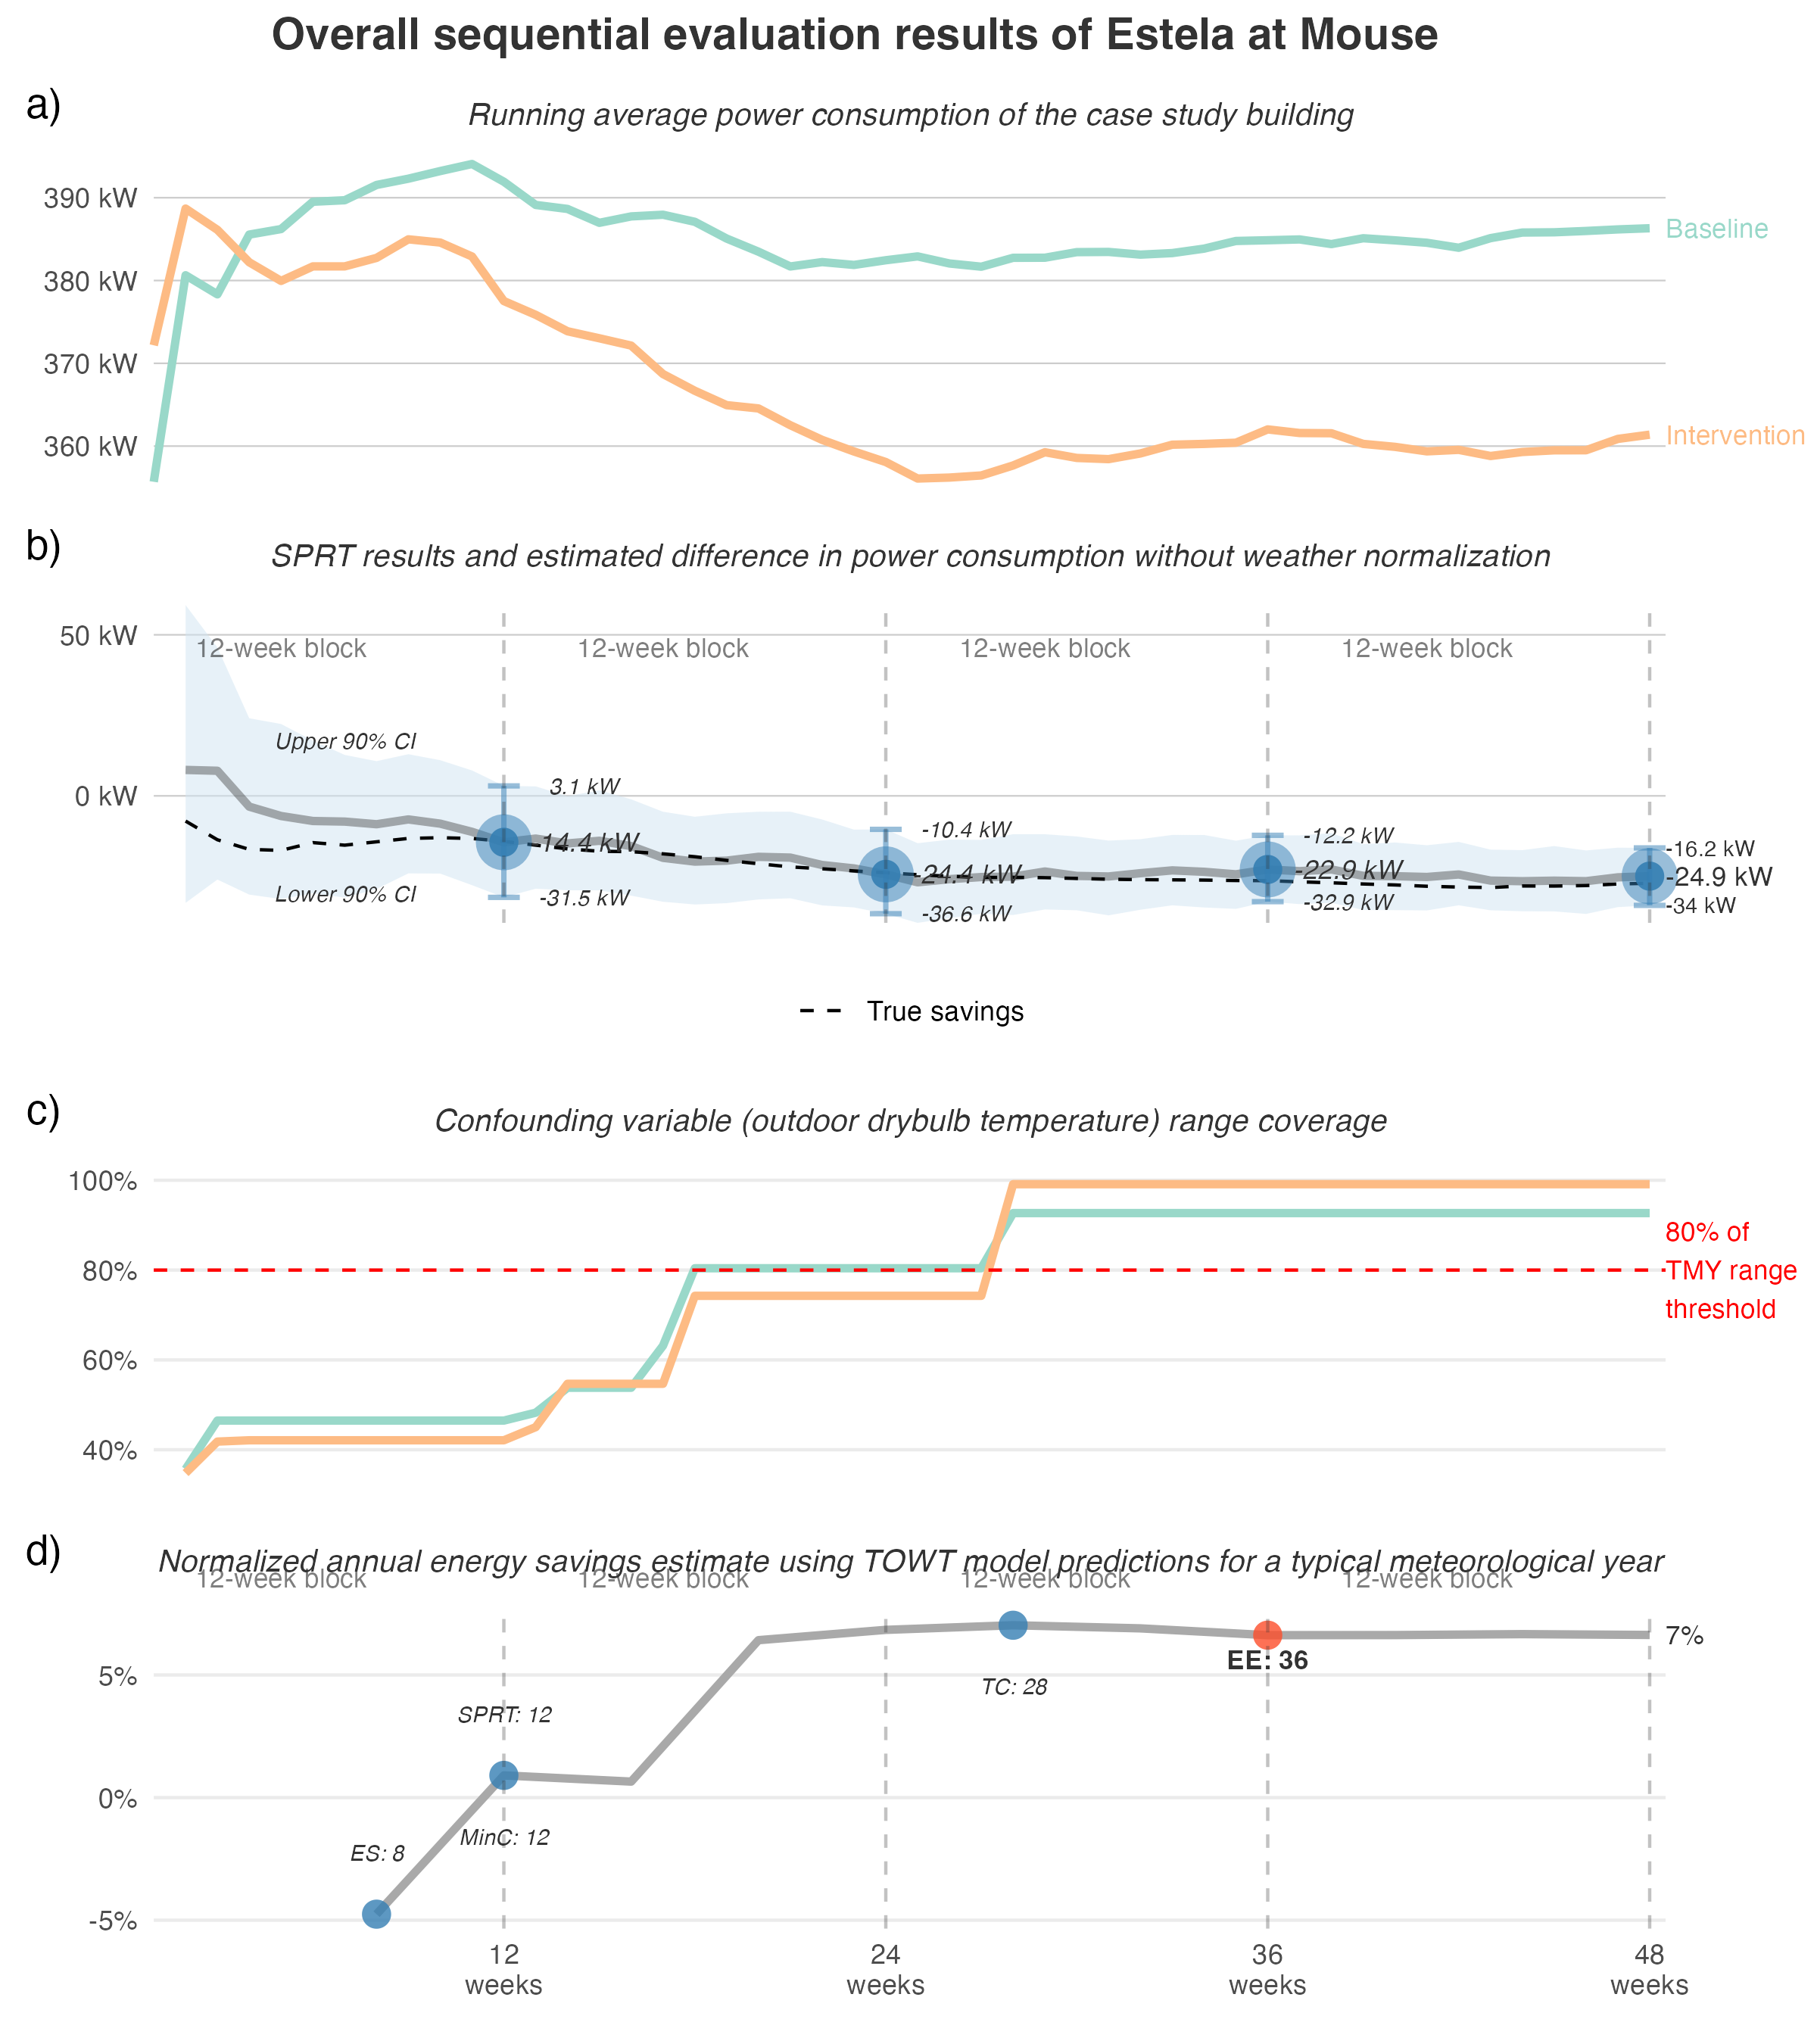 Overall sequential evaluation results of Estela at Mouse
a)
Running average power consumption of the case study building
390 kW
380 kW
370 kW
360 kW
Baseline
Intervention
b)
SPRT results and estimated difference in power consumption without weather normalization
50 kW
0 kW
12-week block
12-week block
12-week block
12-week block
Upper 90% CI
Lower 90% CI
3.1 kW
-14.4 kW
-31.5 kW
-10.4 kW
-24.4 kW
-36.6 kW
-12.2 kW
-22.9 kW
-32.9 kW
-16.2 kW
-24.9 kW
-34 kW
True savings
c)
Confounding variable (outdoor drybulb temperature) range coverage
100%
80%
60%
40%
80% of
TMY range
threshold
d)
Normalized annual energy savings estimate using TOWT model predictions for a typical meteorological year
12-week block
12-week block
12-week block
12-week block
5%
0%
-5%
ES: 8
SPRT: 12
MinC: 12
TC: 28
EE: 36
7%
12
weeks
24
weeks
36
weeks
48
weeks